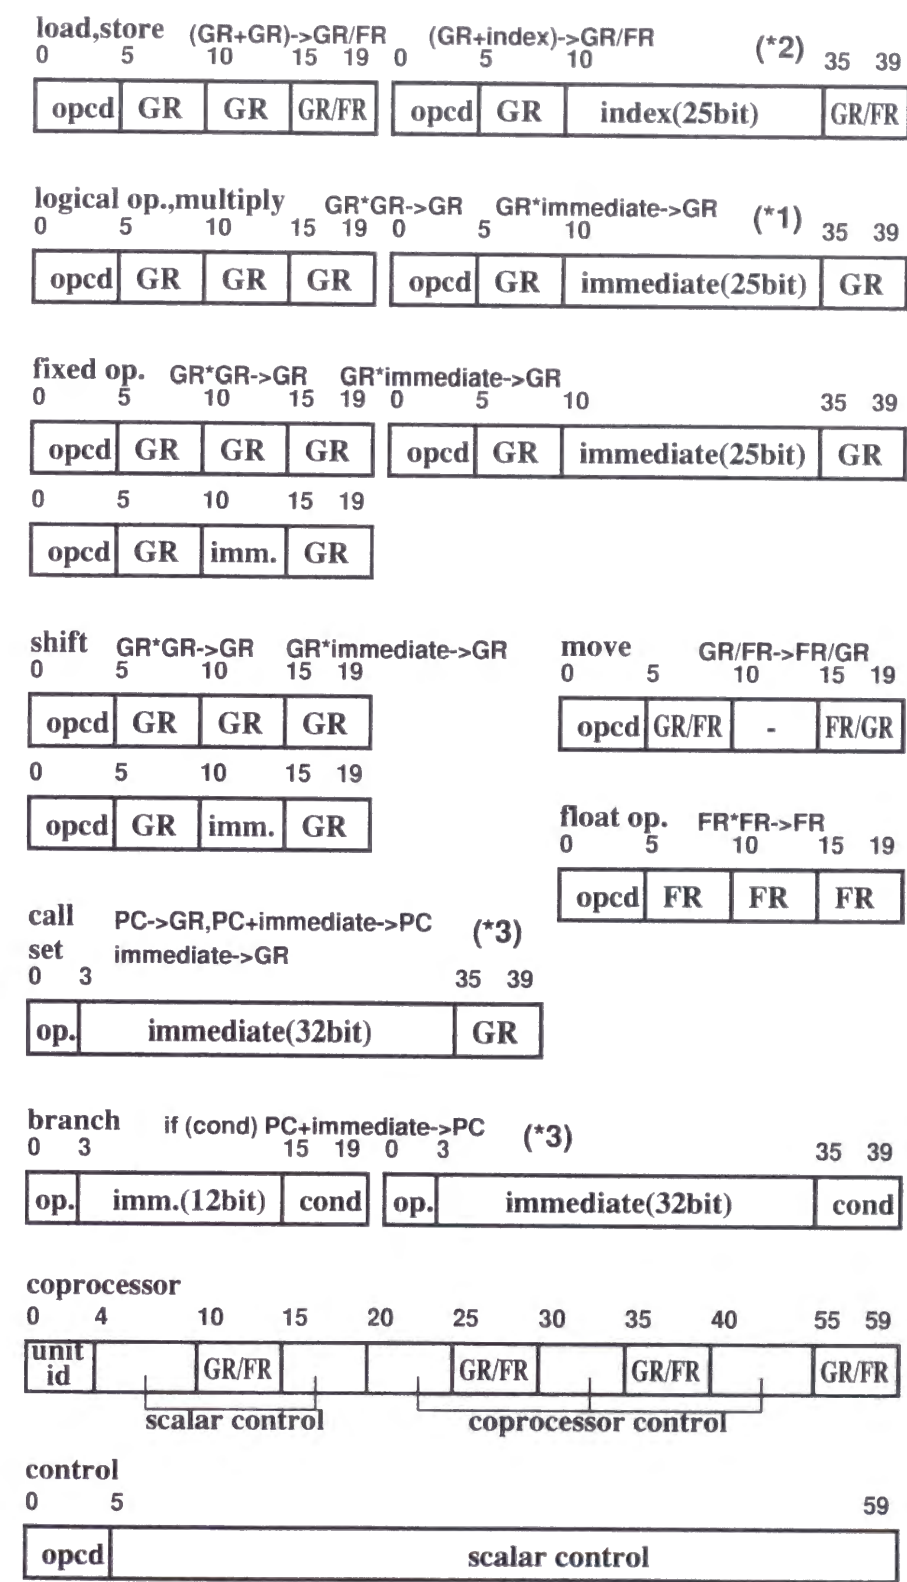 load,store (GR+GR)->GR/FR (GR+index)->GR/FR (*2)
0 5 10 15 19 0 5 10 35 39
opcd GR GR GR/FR opcd GR index(25bit) GR/FR
logical op.,multiply GR*GR->GR GR*immediate->GR (*1)
0 5 10 15 19 0 5 10 35 39
opcd GR GR GR opcd GR immediate(25bit) GR
fixed op. GR*GR->GR GR*immediate->GR
0 5 10 15 19 0 5 10 35 39
opcd GR GR GR opcd GR immediate(25bit) GR
0 5 10 15 19
opcd GR imm. GR
shift GR*GR->GR GR*immediate->GR
0 5 10 15 19
opcd GR GR GR
0 5 10 15 19
opcd GR imm. GR
move GR/FR->FR/GR
0 5 10 15 19
opcd GR/FR - FR/GR
float op. FR*FR->FR
0 5 10 15 19
opcd FR FR FR
call PC->GR,PC+immediate->PC (*3)
set immediate->GR
0 3 35 39
op. immediate(32bit) GR
branch if (cond) PC+immediate->PC (*3)
0 3 15 19 0 3 35 39
op. imm.(12bit) cond op. immediate(32bit) cond
coprocessor
0 4 10 15 20 25 30 35 40 55 59
unit id GR/FR GR/FR GR/FR GR/FR
scalar control coprocessor control
control
0 5 59
opcd scalar control